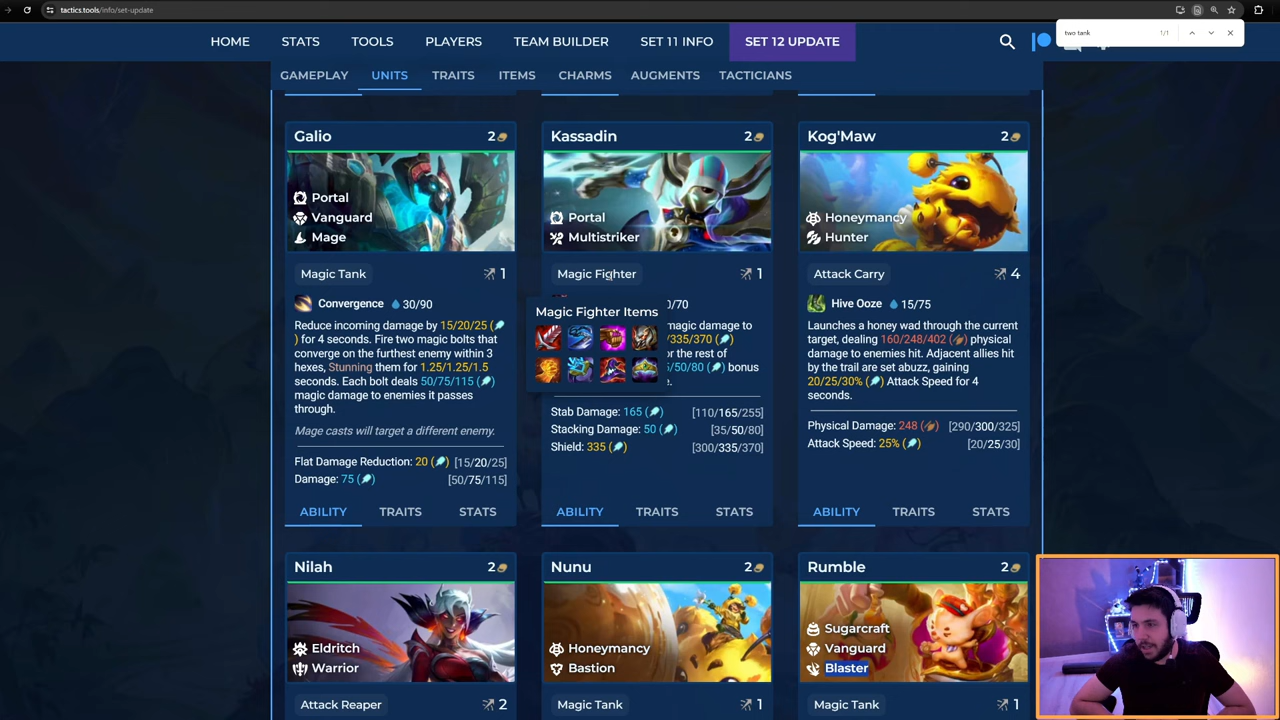 tactics.tools/info/set-update
two tank
1/1
HOME
STATS
TOOLS
PLAYERS
TEAM BUILDER
SET 11 INFO
SET 12 UPDATE
GAMEPLAY
UNITS
TRAITS
ITEMS
CHARMS
AUGMENTS
TACTICIANS
Galio
2
Portal
Vanguard
Mage
Magic Tank
1
Convergence 30/90
Reduce incoming damage by 15/20/25 (
) for 4 seconds. Fire two magic bolts that
converge on the furthest enemy within 3
hexes, Stunning them for 1.25/1.25/1.5
seconds. Each bolt deals 50/75/115 ( )
magic damage to enemies it passes
through.
Mage casts will target a different enemy.
Flat Damage Reduction: 20 ( ) [15/20/25]
Damage: 75 ( ) [50/75/115]
ABILITY
TRAITS
STATS
Kassadin
2
Portal
Multistriker
Magic Fighter
1
0/70
Magic Fighter Items
magic damage to
/335/370 ( )
or the rest of
5/50/80 ( ) bonus
e.
Stab Damage: 165 ( ) [110/165/255]
Stacking Damage: 50 ( ) [35/50/80]
Shield: 335 ( ) [300/335/370]
ABILITY
TRAITS
STATS
Kog'Maw
2
Honeymancy
Hunter
Attack Carry
4
Hive Ooze 15/75
Launches a honey wad through the current
target, dealing 160/248/402 ( ) physical
damage to enemies hit. Adjacent allies hit
by the trail are set abuzz, gaining
20/25/30% ( ) Attack Speed for 4
seconds.
Physical Damage: 248 ( ) [290/300/325]
Attack Speed: 25% ( ) [20/25/30]
ABILITY
TRAITS
STATS
Nilah
2
Eldritch
Warrior
Attack Reaper
2
Nunu
2
Honeymancy
Bastion
Magic Tank
1
Rumble
2
Sugarcraft
Vanguard
Blaster
Magic Tank
1